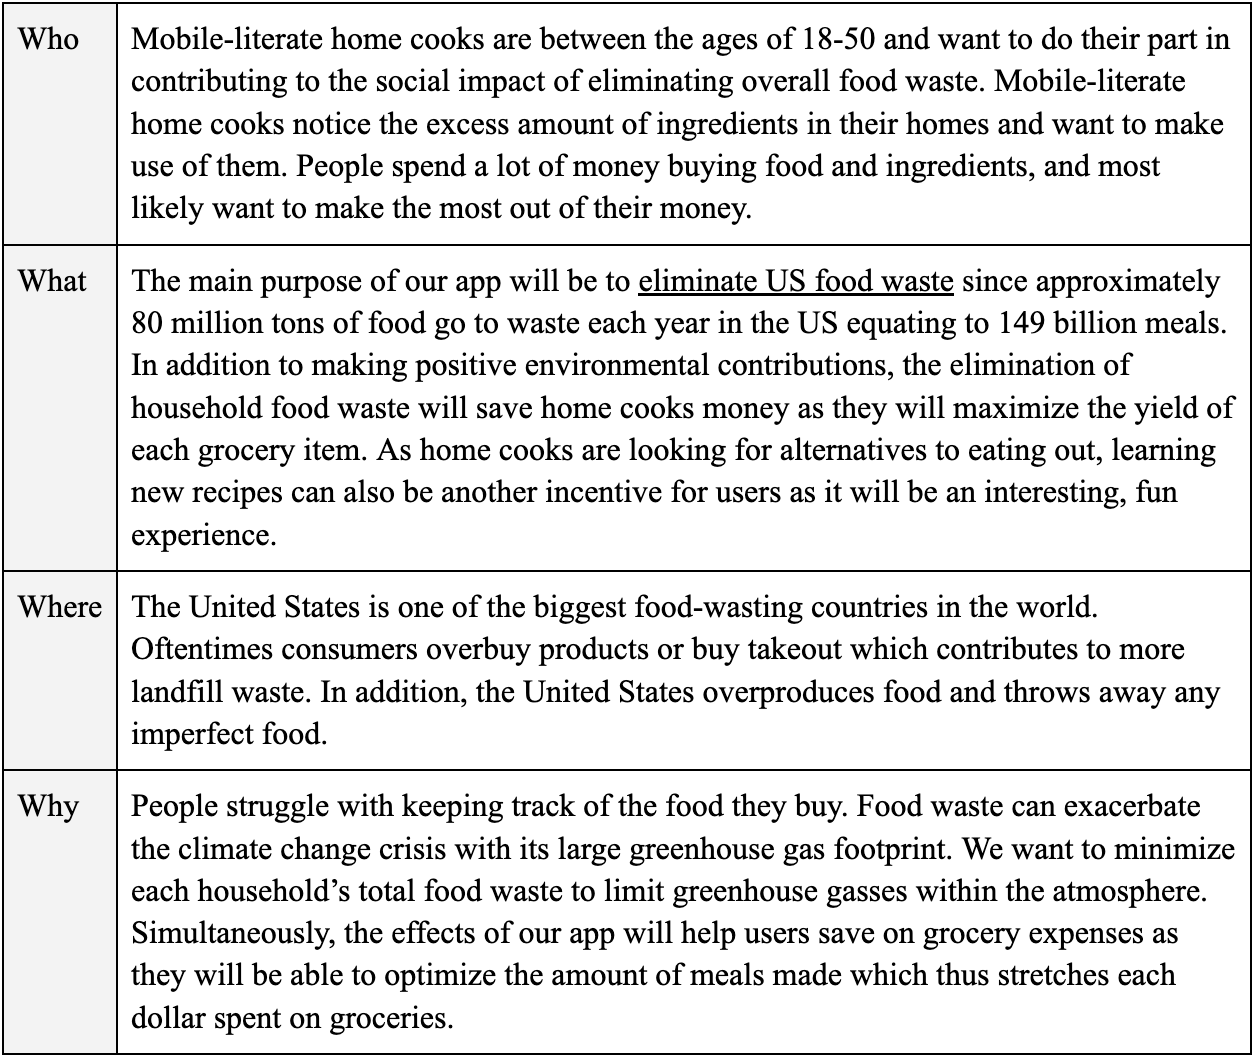 Who
Mobile-literate home cooks are between the ages of 18-50 and want to do their part in
contributing to the social impact of eliminating overall food waste. Mobile-literate
home cooks notice the excess amount of ingredients in their homes and want to make
use of them. People spend a lot of money buying food and ingredients, and most
likely want to make the most out of their money.
What
The main purpose of our app will be to eliminate US food waste since approximately
80 million tons of food go to waste each year in the US equating to 149 billion meals.
In addition to making positive environmental contributions, the elimination of
household food waste will save home cooks money as they will maximize the yield of
each grocery item. As home cooks are looking for alternatives to eating out, learning
new recipes can also be another incentive for users as it will be an interesting, fun
experience.
Where
The United States is one of the biggest food-wasting countries in the world.
Oftentimes consumers overbuy products or buy takeout which contributes to more
landfill waste. In addition, the United States overproduces food and throws away any
imperfect food.
Why
People struggle with keeping track of the food they buy. Food waste can exacerbate
the climate change crisis with its large greenhouse gas footprint. We want to minimize
each household’s total food waste to limit greenhouse gasses within the atmosphere.
Simultaneously, the effects of our app will help users save on grocery expenses as
they will be able to optimize the amount of meals made which thus stretches each
dollar spent on groceries.